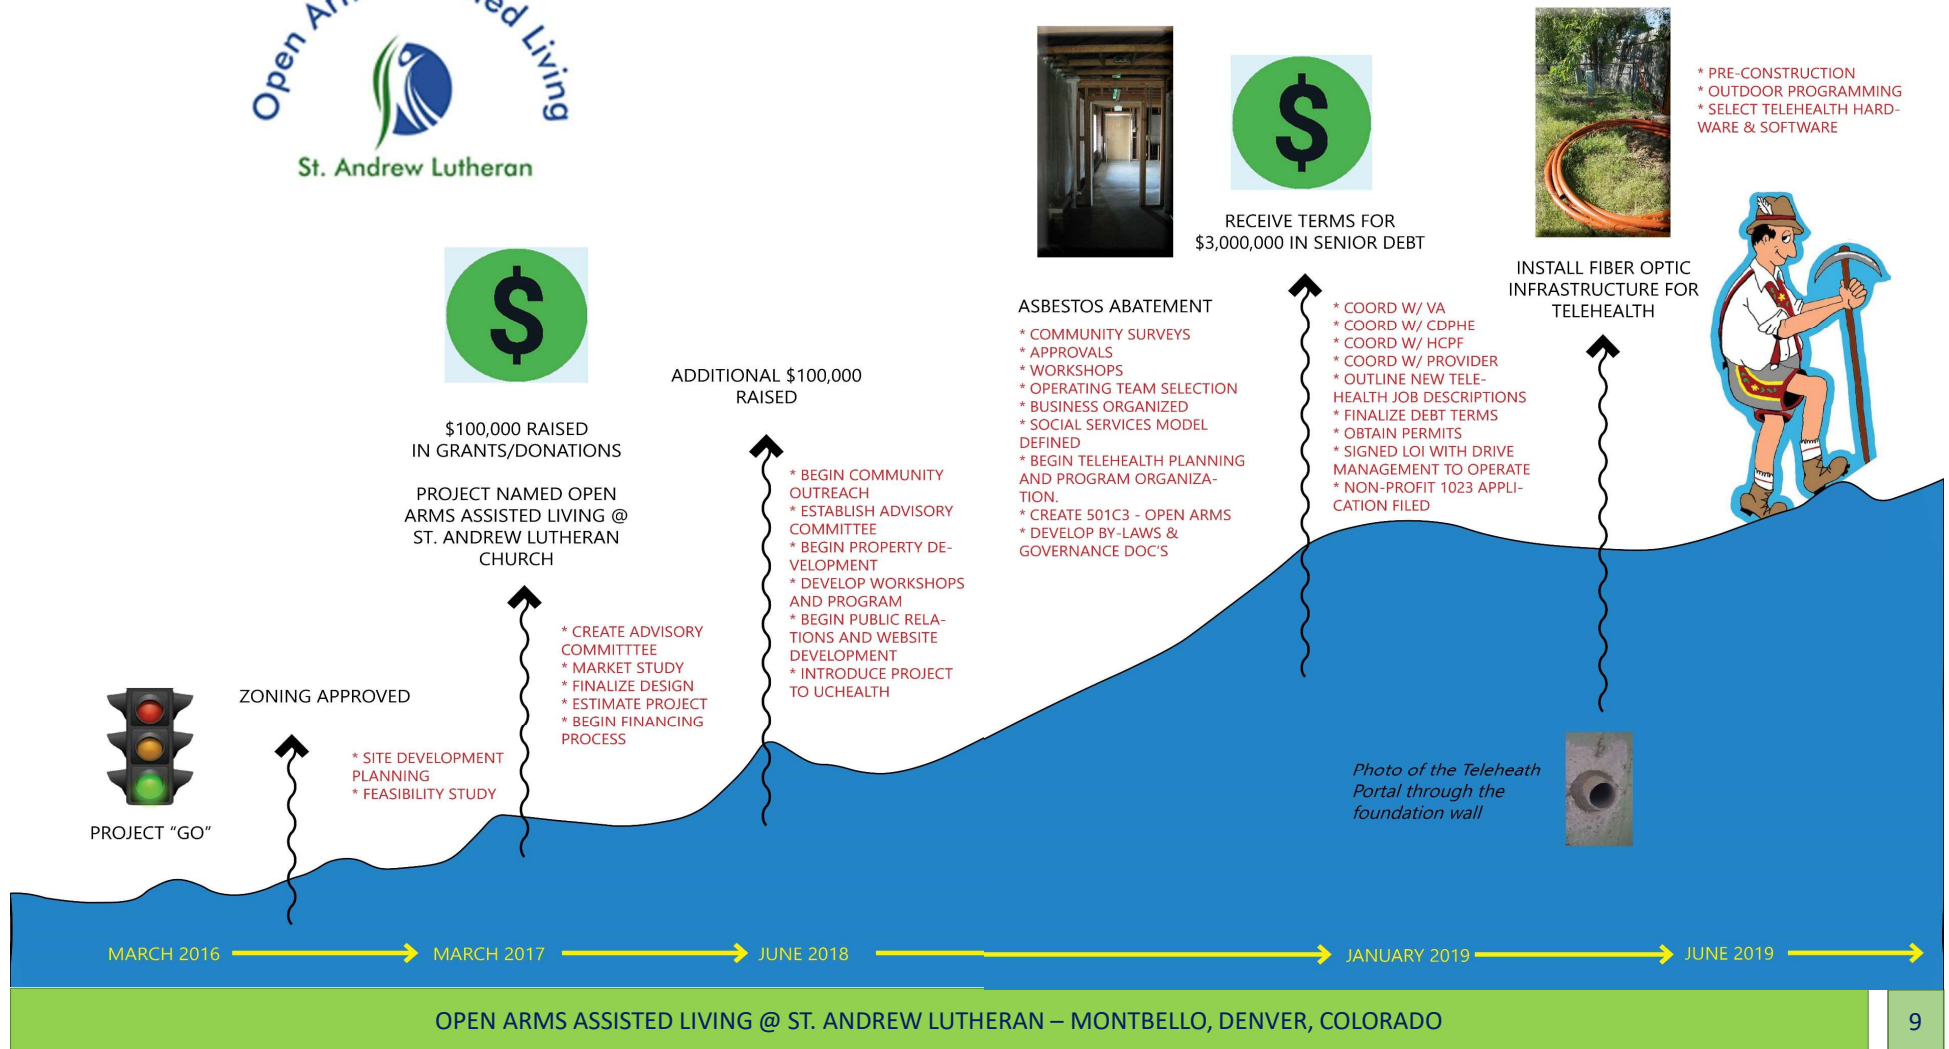 Open
Living
St. Andrew Lutheran
PROJECT “GO”
ZONING APPROVED
* SITE DEVELOPMENT
PLANNING
* FEASIBILITY STUDY
$100,000 RAISED
IN GRANTS/DONATIONS
PROJECT NAMED OPEN
ARMS ASSISTED LIVING @
ST. ANDREW LUTHERAN
CHURCH
* CREATE ADVISORY
COMMITTTEE
* MARKET STUDY
* FINALIZE DESIGN
* ESTIMATE PROJECT
* BEGIN FINANCING
PROCESS
ADDITIONAL $100,000
RAISED
* BEGIN COMMUNITY
OUTREACH
* ESTABLISH ADVISORY
COMMITTEE
* BEGIN PROPERTY DE-
VELOPMENT
* DEVELOP WORKSHOPS
AND PROGRAM
* BEGIN PUBLIC RELA-
TIONS AND WEBSITE
DEVELOPMENT
* INTRODUCE PROJECT
TO UCHEALTH
ASBESTOS ABATEMENT
* COMMUNITY SURVEYS
* APPROVALS
* WORKSHOPS
* OPERATING TEAM SELECTION
* BUSINESS ORGANIZED
* SOCIAL SERVICES MODEL
DEFINED
* BEGIN TELEHEALTH PLANNING
AND PROGRAM ORGANIZA-
TION.
* CREATE 501C3 - OPEN ARMS
* DEVELOP BY-LAWS &
GOVERNANCE DOC'S
$
$
RECEIVE TERMS FOR
$3,000,000 IN SENIOR DEBT
* COORD W/ VA
* COORD W/ CDPHE
* COORD W/ HCPF
* COORD W/ PROVIDER
* OUTLINE NEW TELE-
HEALTH JOB DESCRIPTIONS
* FINALIZE DEBT TERMS
* OBTAIN PERMITS
* SIGNED LOI WITH DRIVE
MANAGEMENT TO OPERATE
* NON-PROFIT 1023 APPLI-
CATION FILED
INSTALL FIBER OPTIC
INFRASTRUCTURE FOR
TELEHEALTH
* PRE-CONSTRUCTION
* OUTDOOR PROGRAMMING
* SELECT TELEHEALTH HARD-
WARE & SOFTWARE
Photo of the Teleheath
Portal through the
foundation wall
MARCH 2016
MARCH 2017
JUNE 2018
JANUARY 2019
JUNE 2019
OPEN ARMS ASSISTED LIVING @ ST. ANDREW LUTHERAN – MONTBELLO, DENVER, COLORADO
9